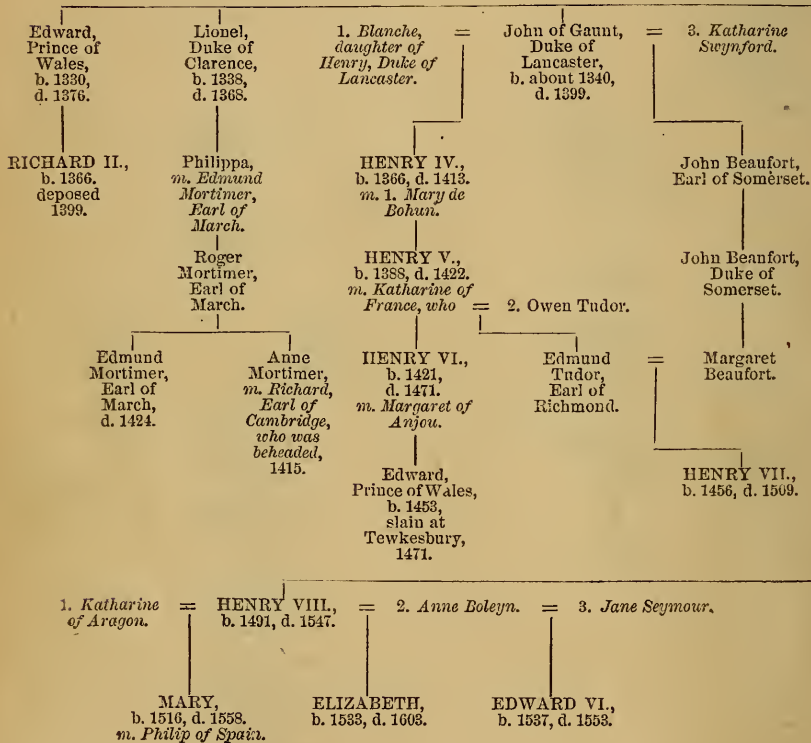 Edward,
Prince of
Wales,
b. 1330,
d. 1376.
Lionel,
Duke of
Clarence,
b. 1338,
d. 1368.
1. Blanche,
daughter of
Henry, Duke of
Lancaster.
=
John of Gaunt,
Duke of
Lancaster,
b. about 1340,
d. 1399.
=
3. Katharine
Swynford.
RICHARD II.,
b. 1366.
deposed
1399.
Philippa,
m. Edmund
Mortimer,
Earl of
March.
HENRY IV.,
b. 1366, d. 1413.
m. 1. Mary de
Bohun.
John Beaufort,
Earl of Somerset.
Roger
Mortimer,
Earl of
March.
HENRY V.,
b. 1388, d. 1422.
m. Katharine of
France, who = 2. Owen Tudor.
John Beaufort,
Duke of
Somerset.
Edmund
Mortimer,
Earl of
March,
d. 1424.
Anne
Mortimer,
m. Richard,
Earl of
Cambridge,
who was
beheaded,
1415.
HENRY VI.,
b. 1421,
d. 1471.
m. Margaret of
Anjou.
Edmund
Tudor,
Earl of
Richmond.
=
Margaret
Beaufort.
Edward,
Prince of Wales,
b. 1453,
slain at
Tewkesbury,
1471.
HENRY VII.,
b. 1456, d. 1509.
1. Katharine
of Aragon.
=
HENRY VIII.,
b. 1491, d. 1547.
=
2. Anne Boleyn.
=
3. Jane Seymour.
MARY,
b. 1516, d. 1558.
m. Philip of Spain.
ELIZABETH,
b. 1533, d. 1603.
EDWARD VI.,
b. 1537, d. 1553.